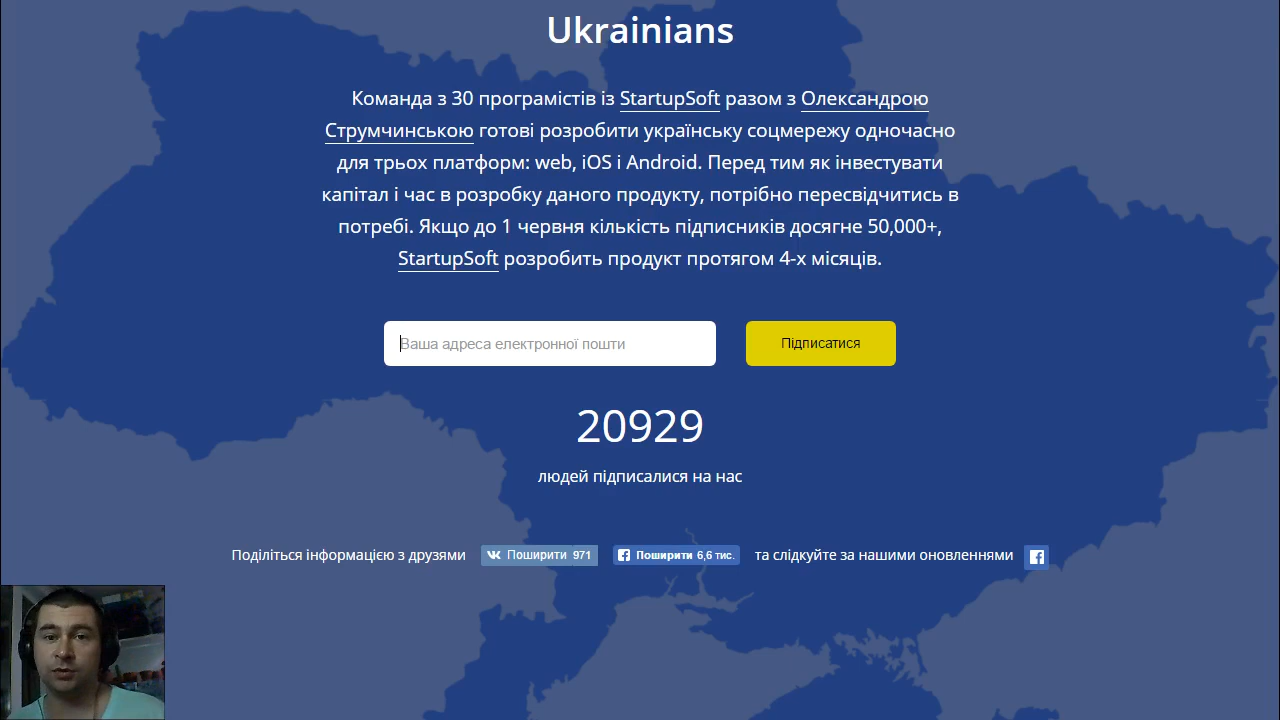 Ukrainians
Команда з 30 програмістів із StartupSoft разом з Олександрою
Струмчинською готові розробити українську соцмережу одночасно
для трьох платформ: web, iOS і Android. Перед тим як інвестувати
капітал і час в розробку даного продукту, потрібно пересвідчитись в
потребі. Якщо до 1 червня кількість підписників досягне 50,000+,
StartupSoft розробить продукт протягом 4-х місяців.
Ваша адреса електронної пошти
Підписатися
20929
людей підписалися на нас
Поділіться інформацією з друзями
Поширити 971
Поширити 6,6 тис.
та слідкуйте за нашими оновленнями